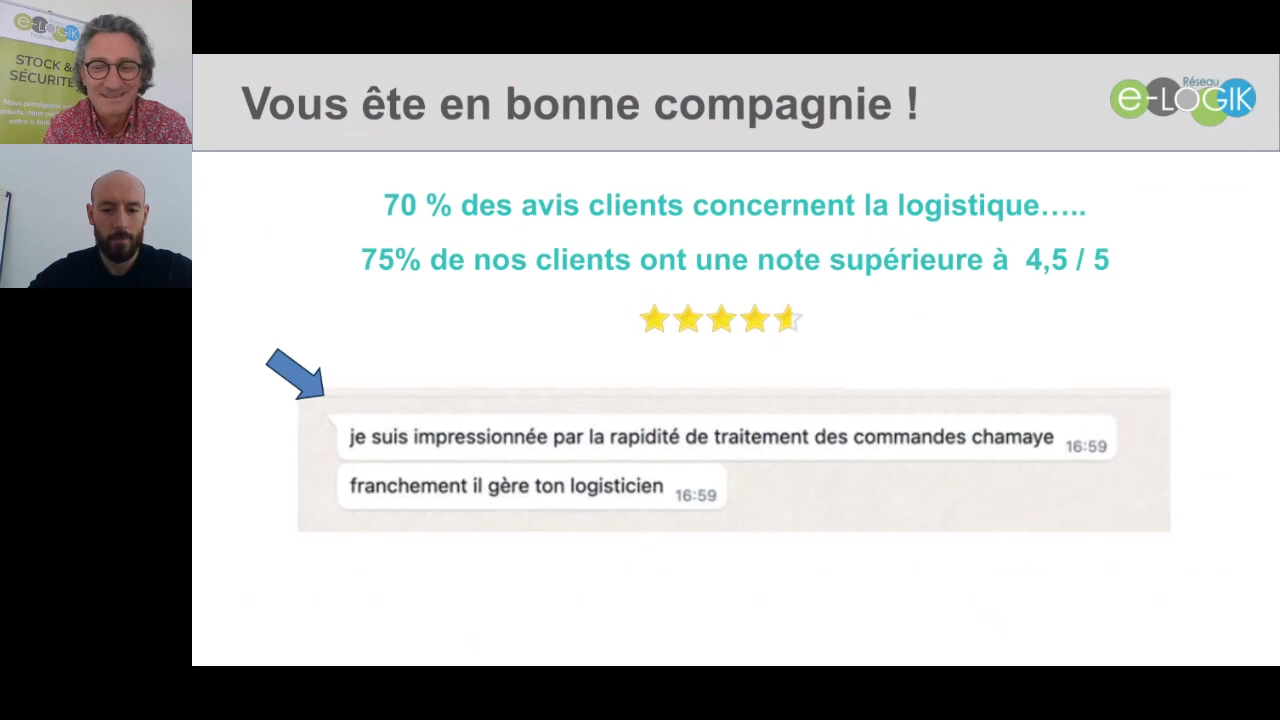 e-LOGIK
STOCK &
SÉCURITÉ
Vous ête en bonne compagnie !
Réseau
e-LOGIK
70 % des avis clients concernent la logistique…..
75% de nos clients ont une note supérieure à 4,5 / 5
je suis impressionnée par la rapidité de traitement des commandes chamaye 16:59
franchement il gère ton logisticien 16:59